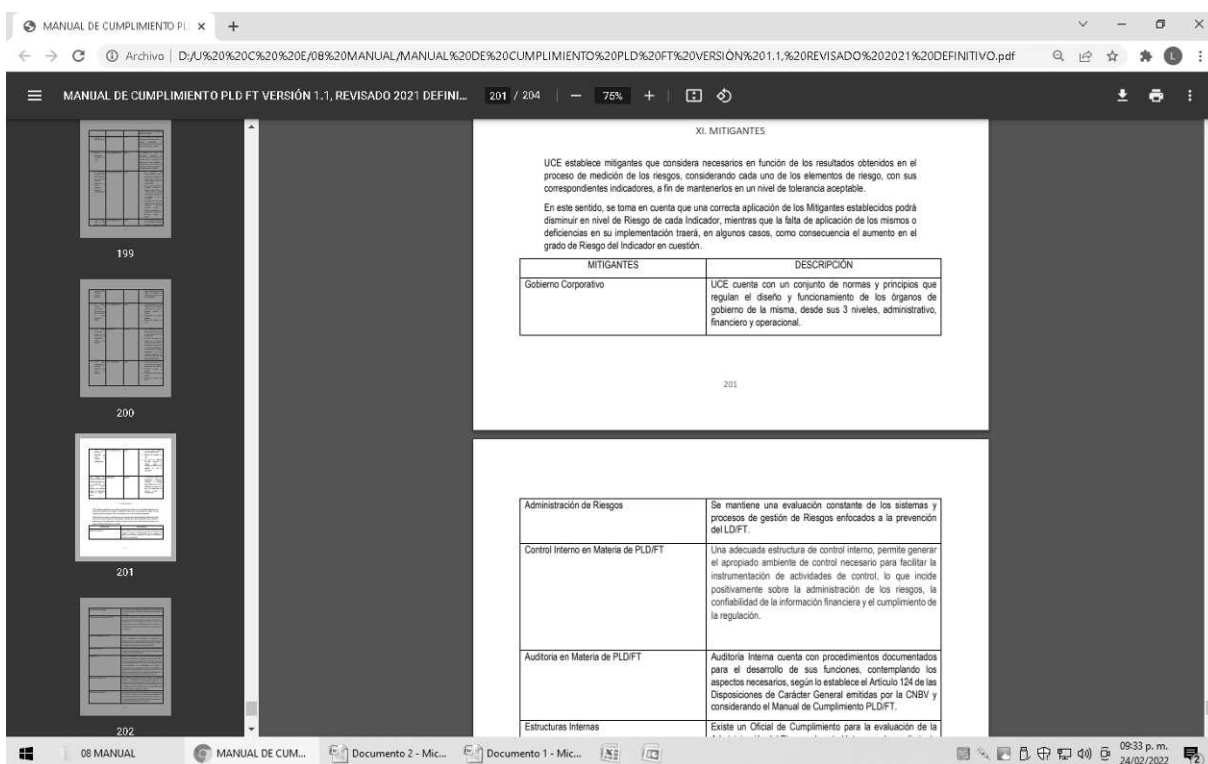 MANUAL DE CUMPLIMIENTO PL
Archivo | D:/U%20%20C%20%20E/08%20MANUAL/MANUAL%20DE%20CUMPLIMIENTO%20PLD%20FT%20VERSIÓN%201.1,%20REVISADO%202021%20DEFINITIVO.pdf
L
MANUAL DE CUMPLIMIENTO PLD FT VERSIÓN 1.1, REVISADO 2021 DEFINI...
201 / 204
75%
199
200
201
202
XI. MITIGANTES
UCE establece mitigantes que considera necesarios en función de los resultados obtenidos en el
proceso de medición de los riesgos, considerando cada uno de los elementos de riesgo, con sus
correspondientes indicadores, a fin de mantenerlos en un nivel de tolerancia aceptable.
En este sentido, se toma en cuenta que una correcta aplicación de los Mitigantes establecidos podrá
disminuir en nivel de Riesgo de cada Indicador, mientras que la falta de aplicación de los mismos o
deficiencias en su implementación traerá, en algunos casos, como consecuencia el aumento en el
grado de Riesgo del Indicador en cuestión.
MITIGANTES
DESCRIPCIÓN
Gobierno Corporativo
UCE cuenta con un conjunto de normas y principios que
regulan el diseño y funcionamiento de los órganos de
gobierno de la misma, desde sus 3 niveles, administrativo,
financiero y operacional.
201
Administración de Riesgos
Se mantiene una evaluación constante de los sistemas y
procesos de gestión de Riesgos enfocados a la prevención
del LD/FT.
Control Interno en Materia de PLD/FT
Una adecuada estructura de control interno, permite generar
el apropiado ambiente de control necesario para facilitar la
instrumentación de actividades de control, lo que incide
positivamente sobre la administración de los riesgos, la
confiabilidad de la información financiera y el cumplimiento de
la regulación.
Auditoria en Materia de PLD/FT
Auditoría Interna cuenta con procedimientos documentados
para el desarrollo de sus funciones, contemplando los
aspectos necesarios, según lo establece el Artículo 124 de las
Disposiciones de Carácter General emitidas por la CNBV y
considerando el Manual de Cumplimiento PLD/FT.
Estructuras Internas
Existe un Oficial de Cumplimiento para la evaluación de la
08 MANUAL
MANUAL DE CUM...
Documento 2 - Mic...
Documento 1 - Mic...
09:33 p. m.
24/02/2022
2